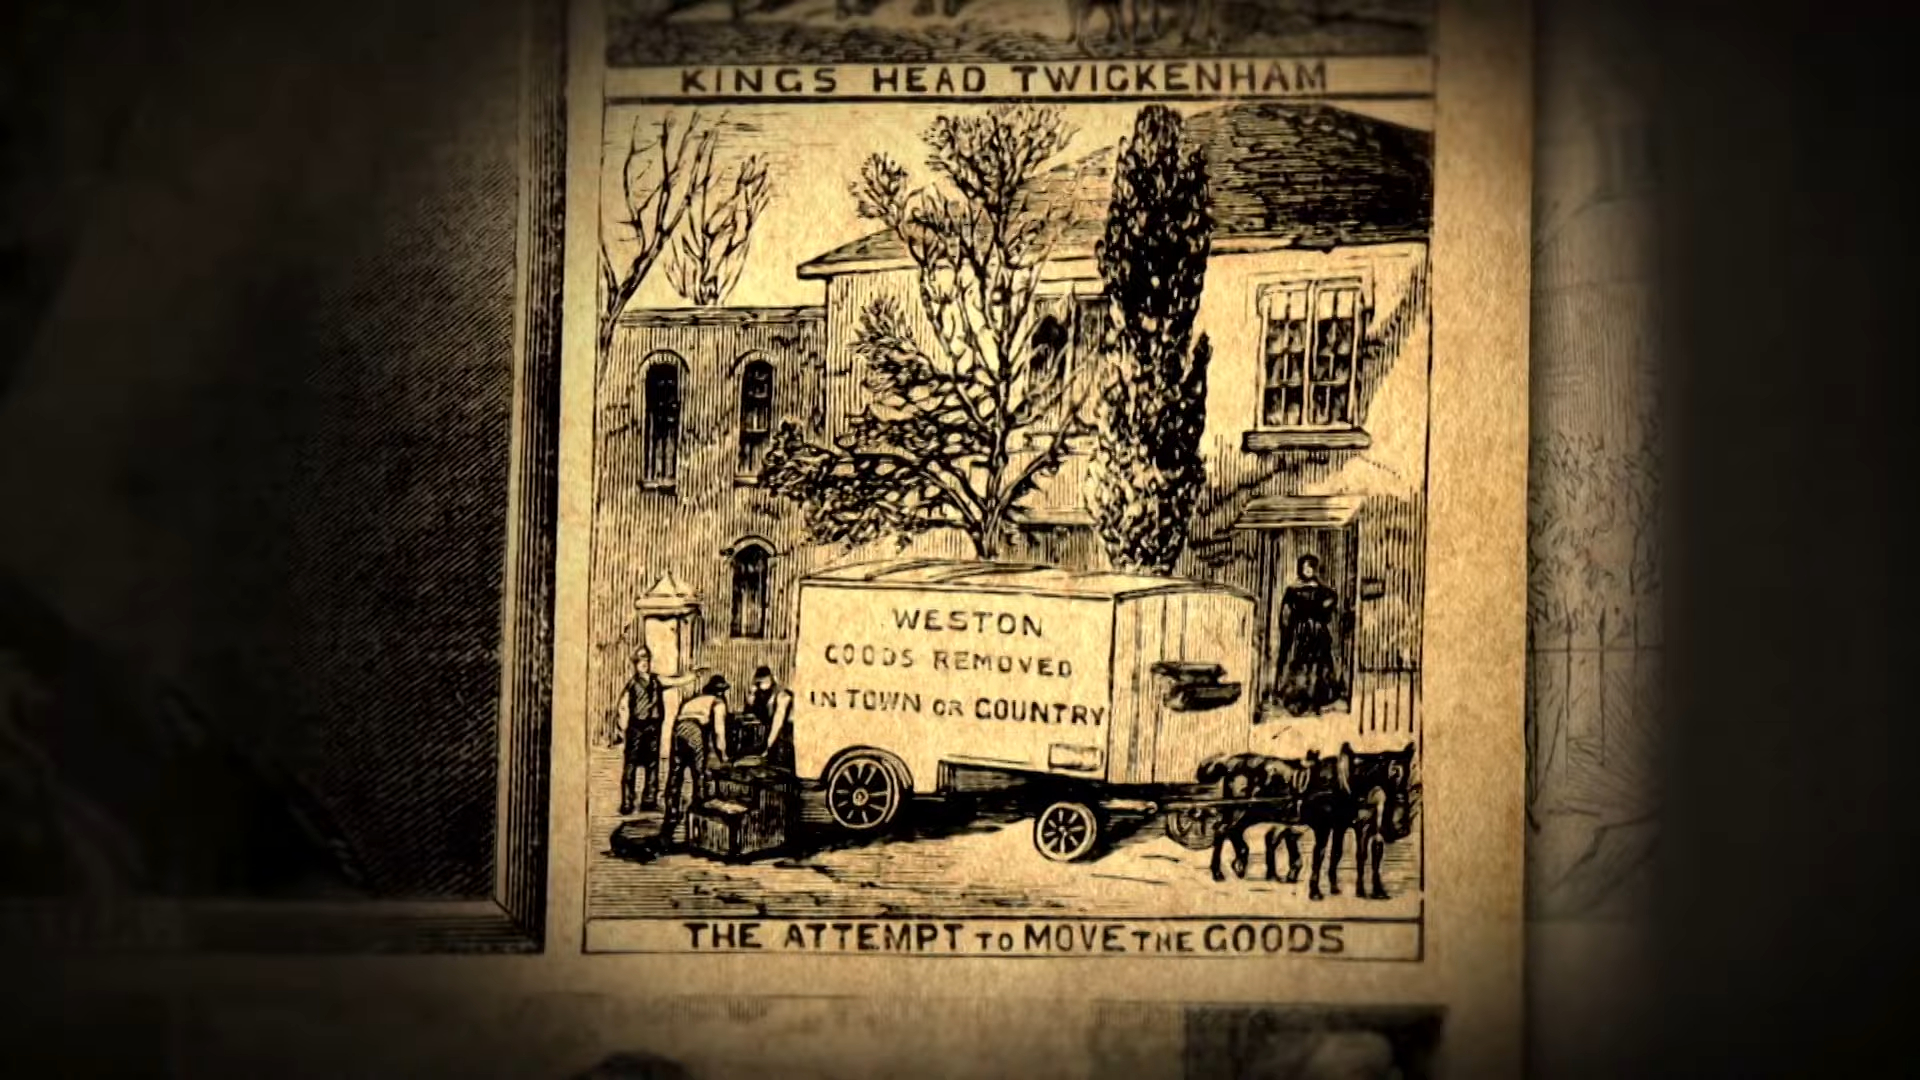 KINGS HEAD TWICKENHAM
WESTON
GOODS REMOVED
IN TOWN OR COUNTRY
THE ATTEMPT TO MOVE THE GOODS